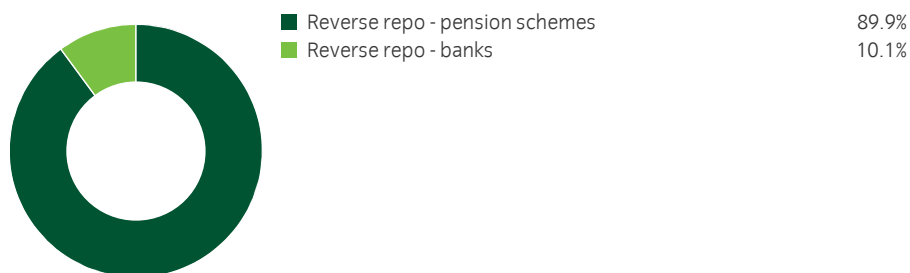 Reverse repo - pension schemes 89.9%
Reverse repo - banks 10.1%